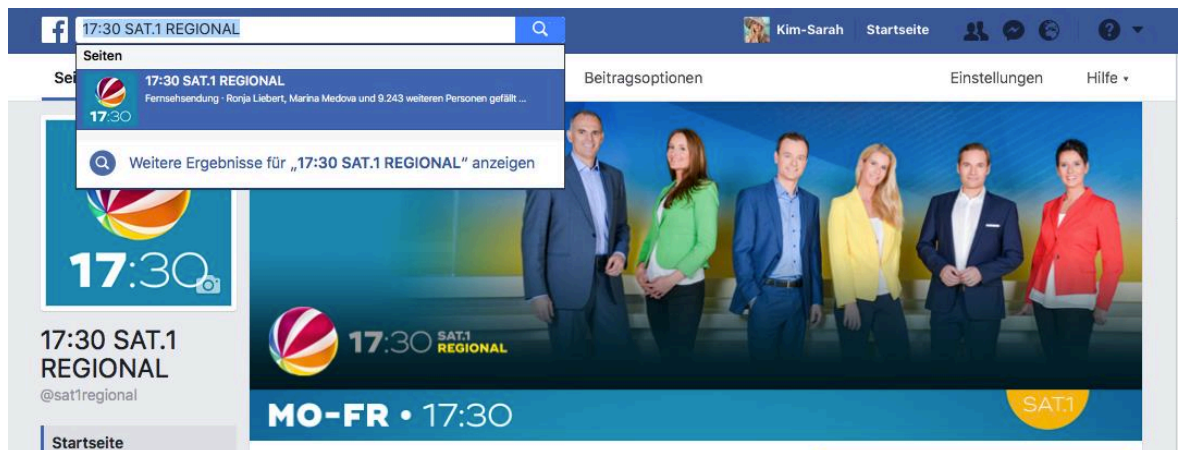 17:30 SAT.1 REGIONAL
Kim-Sarah Startseite
Seiten
17:30 SAT.1 REGIONAL
Fernsehsendung · Ronja Liebert, Marina Medova und 9.243 weiteren Personen gefällt ...
17:30
Weitere Ergebnisse für „17:30 SAT.1 REGIONAL“ anzeigen
Sei
Beitragsoptionen
Einstellungen
Hilfe
17:30
17:30 SAT.1
REGIONAL
@sat1regional
Startseite
17:30 SAT.1
REGIONAL
MO-FR • 17:30
SAT.1